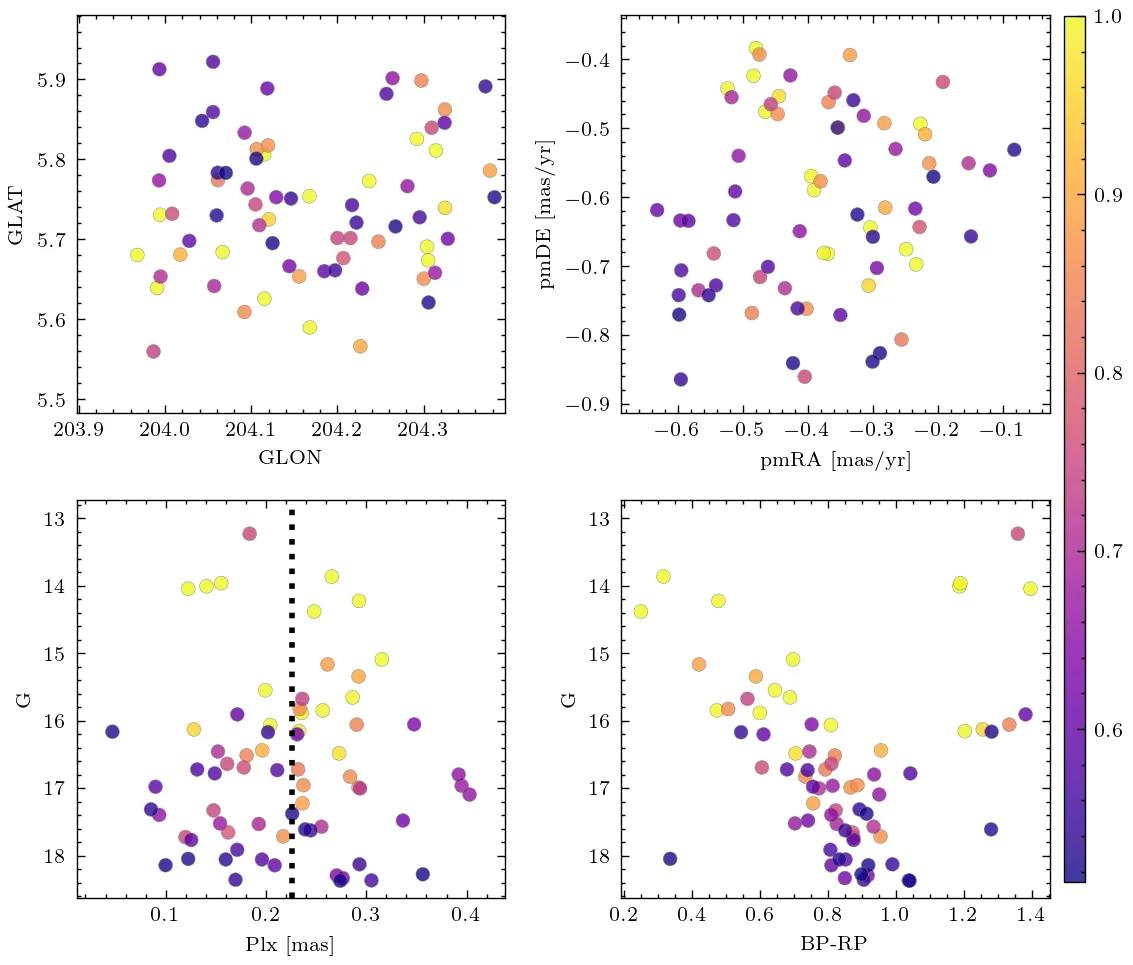 5.9
5.8
5.7
5.6
5.5
GLAT
203.9 204.0 204.1 204.2 204.3
GLON
−0.4
−0.5
−0.6
−0.7
−0.8
−0.9
pmDE [mas/yr]
−0.6 −0.5 −0.4 −0.3 −0.2 −0.1
pmRA [mas/yr]
1.0
0.9
0.8
0.7
0.6
13
14
15
16
17
18
G
0.1 0.2 0.3 0.4
Plx [mas]
13
14
15
16
17
18
G
0.2 0.4 0.6 0.8 1.0 1.2 1.4
BP-RP